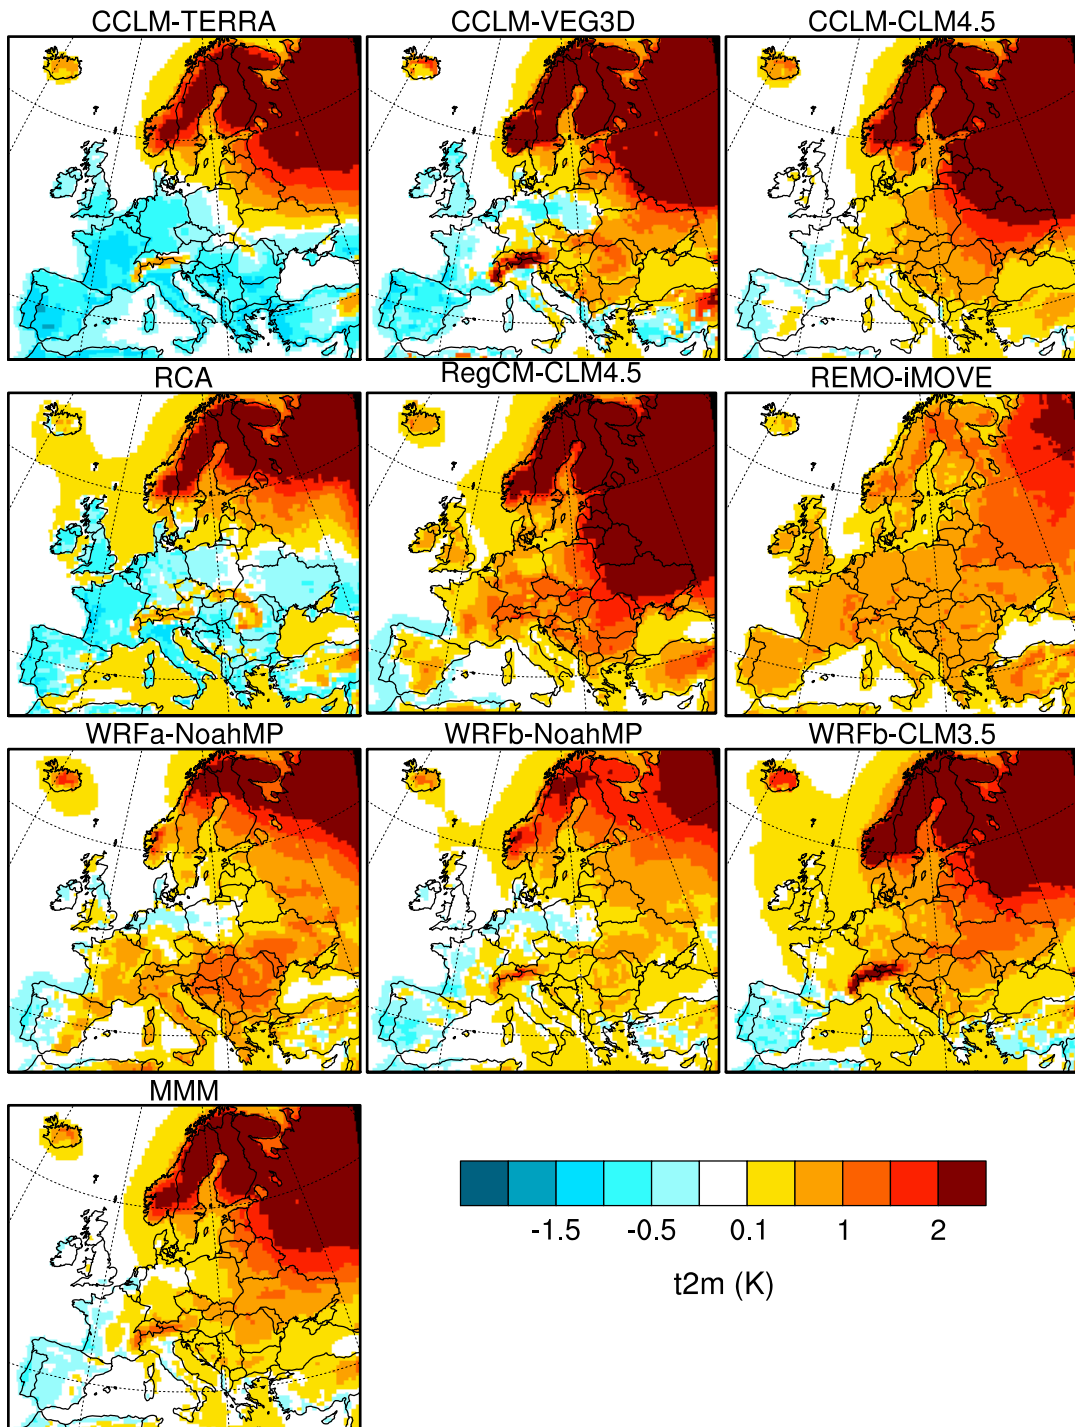 CCLM-TERRA CCLM-VEG3D CCLM-CLM4.5
RCA RegCM-CLM4.5 REMO-iMOVE
WRFa-NoahMP WRFb-NoahMP WRFb-CLM3.5
MMM
-1.5 -0.5 0.1 1 2
t2m (K)